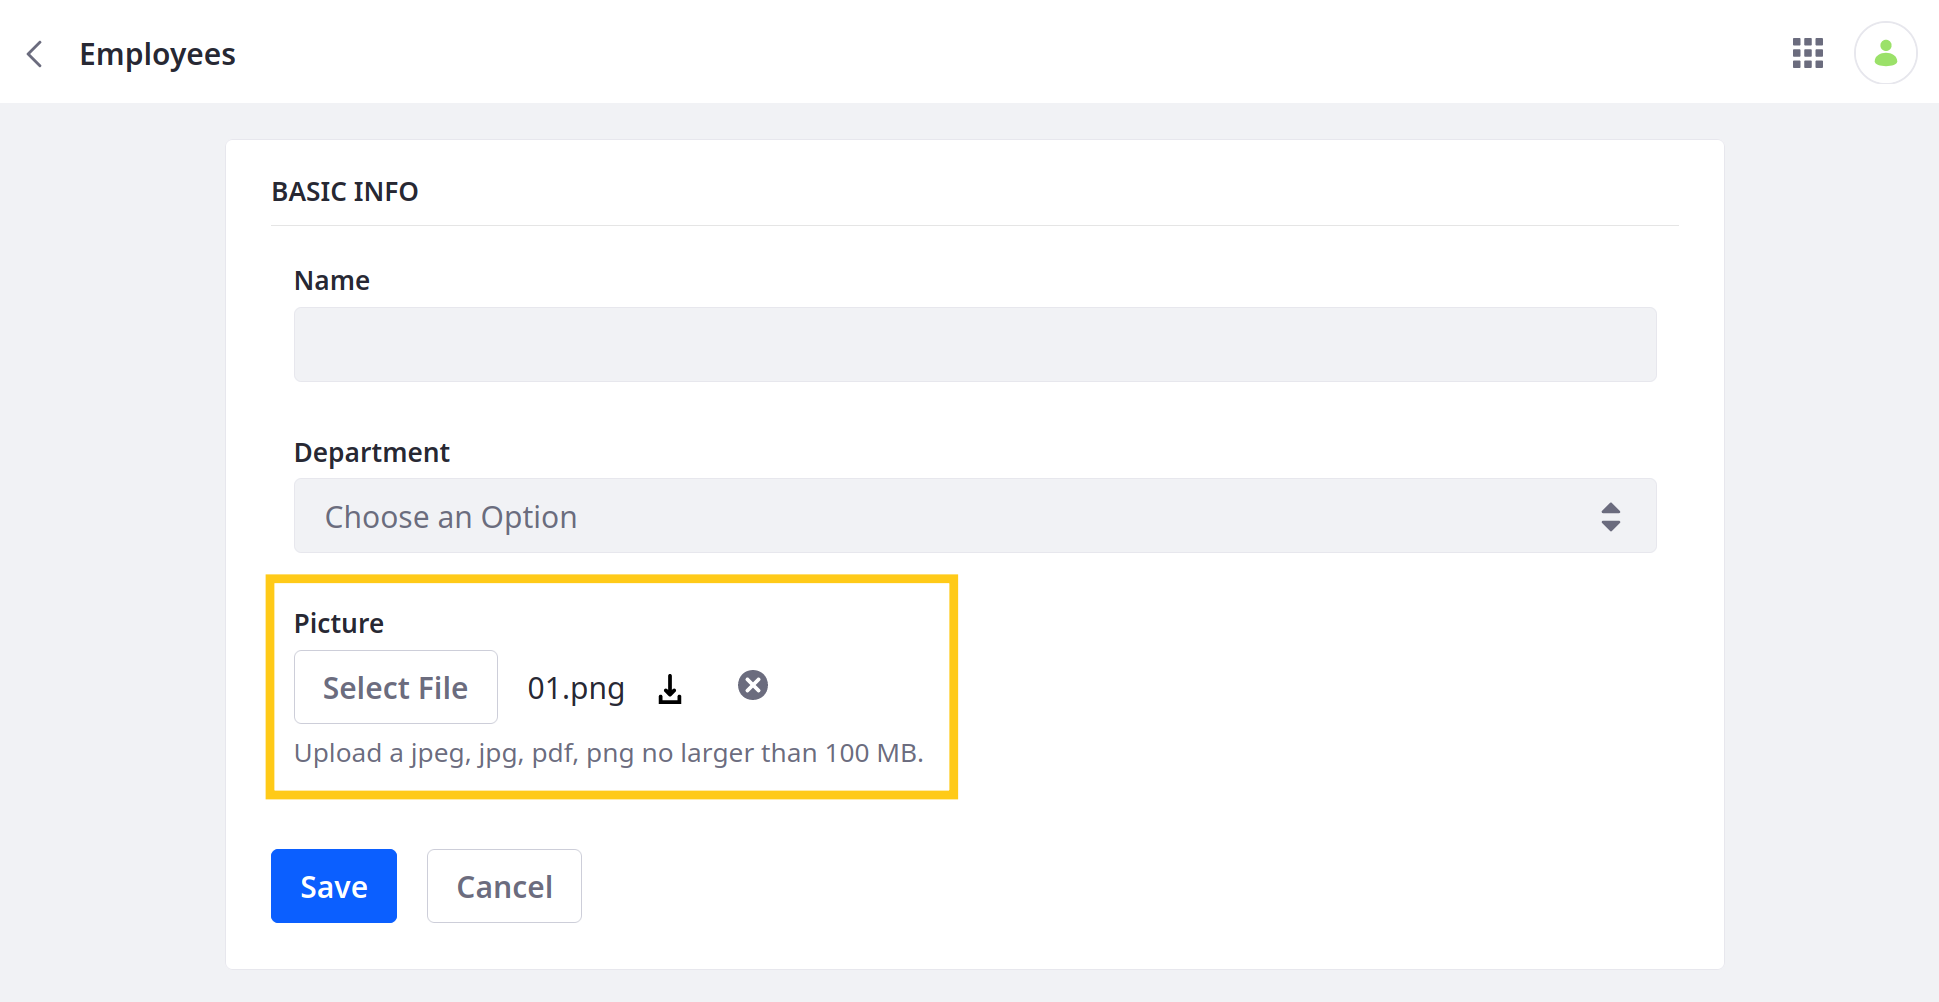 Employees
BASIC INFO
Name
Department
Choose an Option
Picture
Select File 01.png
Upload a jpeg, jpg, pdf, png no larger than 100 MB.
Save Cancel